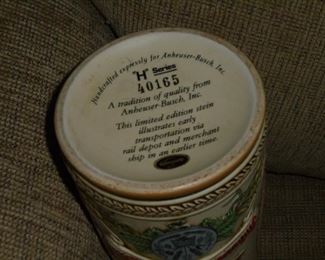 Handcrafted expressly for Anheuser-Busch, Inc.
"H" Series
40165
A tradition of quality from
Anheuser-Busch, Inc.
This limited edition stein
illustrates early
transportation via
rail depot and merchant
ship in an earlier time.